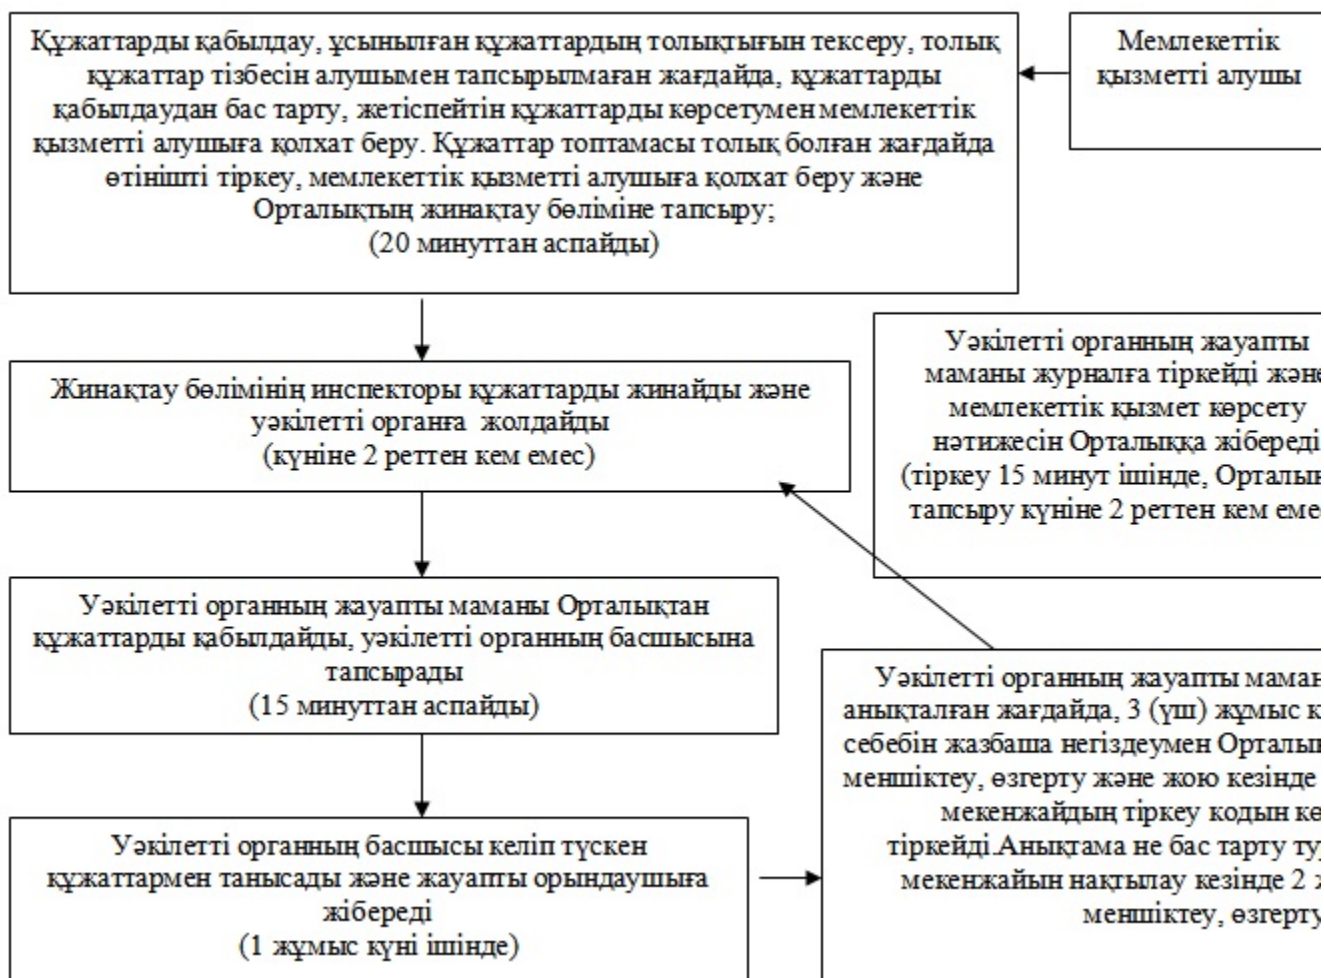 Құжаттарды қабылдау, ұсынылған құжаттардың толықтығын тексеру, толық
құжаттар тізбесін алушымен тапсырылмаған жағдайда, құжаттарды
қабылдаудан бас тарту, жетіспейтін құжаттарды көрсетумен мемлекеттік
қызметті алушыға қолхат беру. Құжаттар топтамасы толық болған жағдайда
өтінішті тіркеу, мемлекеттік қызметті алушыға қолхат беру және
Орталықтың жинақтау бөліміне тапсыру;
(20 минуттан аспайды)
Мемлекеттік
қызметті алушы
Жинақтау бөлімінің инспекторы құжаттарды жинайды және
уәкілетті органға жолдайды
(күніне 2 реттен кем емес)
Уәкілетті органның жауапты
маманы журналға тіркейді және
мемлекеттік қызмет көрсету
нәтижесін Орталыққа жібереді
(тіркеу 15 минут ішінде,
тапсыру күніне 2 реттен кем
Уәкілетті органның жауапты маманы Орталықтан
құжаттарды қабылдайды, уәкілетті органның басшысына
тапсырады
(15 минуттан аспайды)
Уәкілетті органның жауапты
анықталған жағдайда, 3 (үш) жұмыс
себебін жазбаша негіздеумен
меншіктеу, өзгерту және жою кезінде
мекенжайдың тіркеу кодын
тіркейді.Анықтама не бас тарту
мекенжайын нақтылау кезінде 2
меншіктеу, өзгерту
Уәкілетті органның басшысы келіп түскен
құжаттармен танысады және жауапты орындаушыға
жібереді
(1 жұмыс күні ішінде)